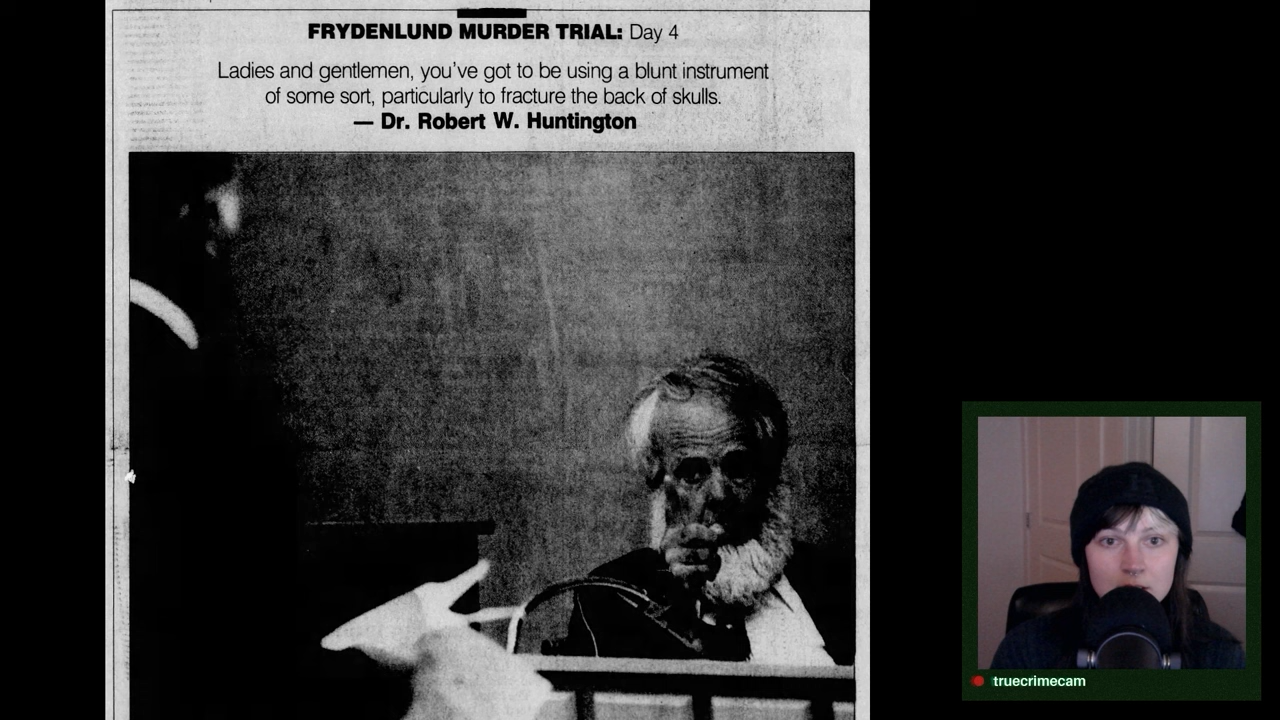 FRYDENLUND MURDER TRIAL: Day 4
Ladies and gentlemen, you've got to be using a blunt instrument
of some sort, particularly to fracture the back of skulls.
— Dr. Robert W. Huntington
truecrimecam